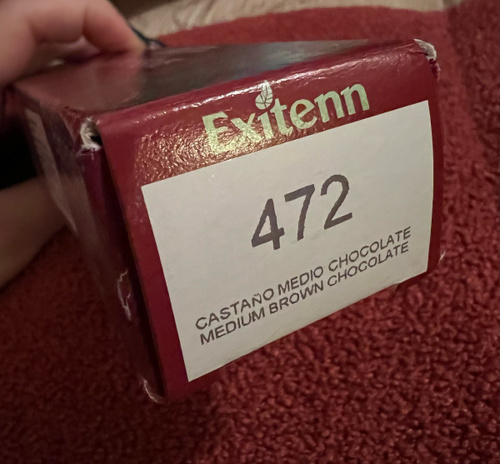 Exitenn
472
CASTAÑO MEDIO CHOCOLATE
MEDIUM BROWN CHOCOLATE